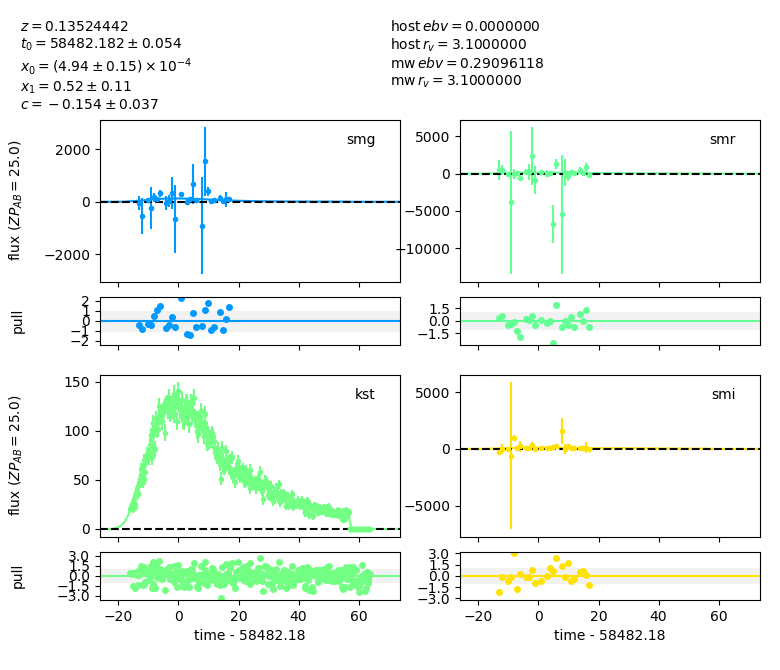 z = 0.13524442
t₀ = 58482.182 ± 0.054
x₀ = (4.94 ± 0.15) × 10⁻⁴
x₁ = 0.52 ± 0.11
c = −0.154 ± 0.037
host ebv = 0.0000000
host r_v = 3.1000000
mw ebv = 0.29096118
mw r_v = 3.1000000
smg
2000
0
−2000
flux (ZP_AB = 25.0)
smr
5000
0
−5000
−10000
2
1
0
−1
−2
pull
1.5
0.0
−1.5
kst
150
100
50
0
flux (ZP_AB = 25.0)
smi
5000
0
−5000
3.0
1.5
0.0
−1.5
−3.0
pull
−20 0 20 40 60
time - 58482.18
3.0
1.5
0.0
−1.5
−3.0
−20 0 20 40 60
time - 58482.18